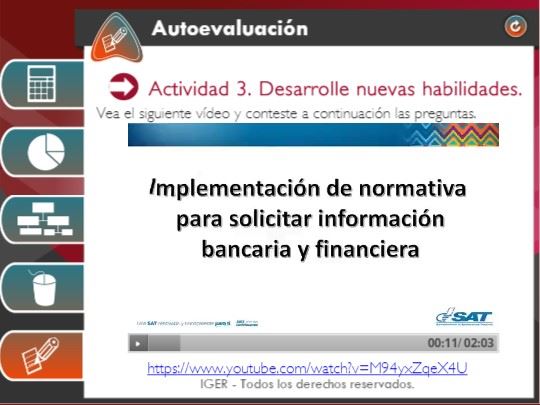 Autoevaluación
Actividad 3. Desarrolle nuevas habilidades.
Vea el siguiente vídeo y conteste a continuación las preguntas.
Implementación de normativa
para solicitar información
bancaria y financiera
SAT
00:11/ 02:03
https://www.youtube.com/watch?v=M94yxZqeX4U
IGER - Todos los derechos reservados.